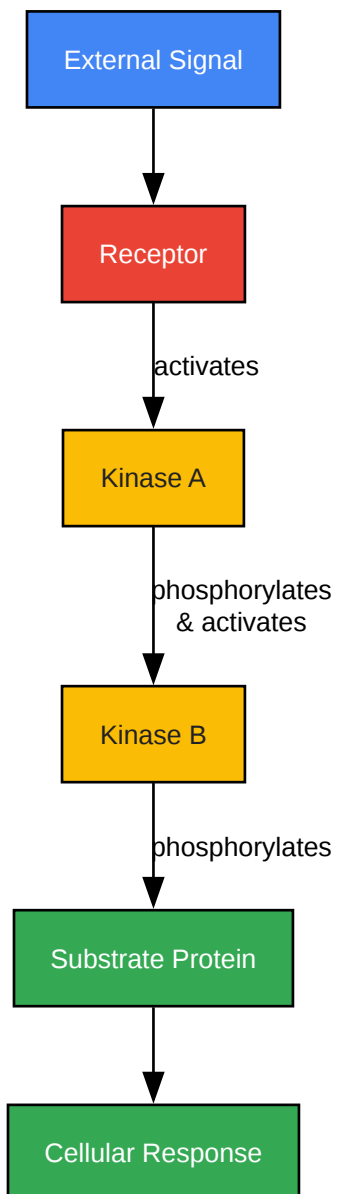 External Signal
Receptor
activates
Kinase A
phosphorylates
& activates
Kinase B
phosphorylates
Substrate Protein
Cellular Response